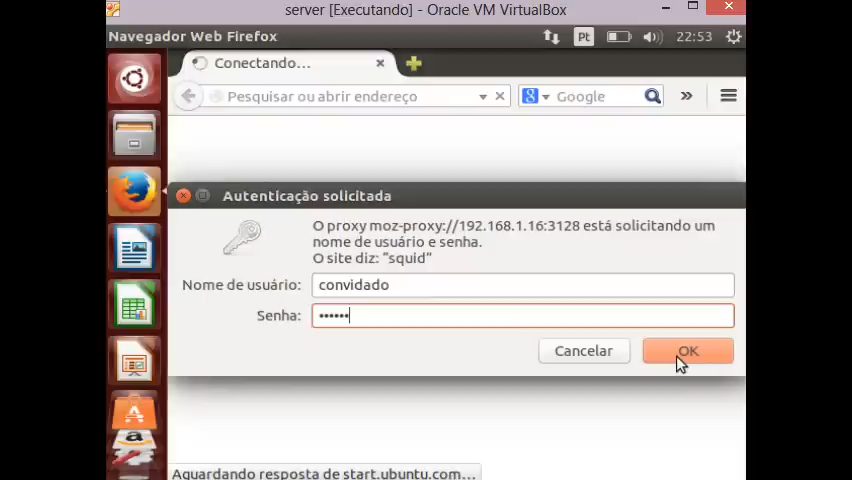 server [Executando] - Oracle VM VirtualBox
Navegador Web Firefox
Pt
22:53
Conectando...
Pesquisar ou abrir endereço
Google
Autenticação solicitada
O proxy moz-proxy://192.168.1.16:3128 está solicitando um
nome de usuário e senha.
O site diz: "squid"
Nome de usuário: convidado
Senha: ••••••
Cancelar
OK
Aguardando resposta de start.ubuntu.com...